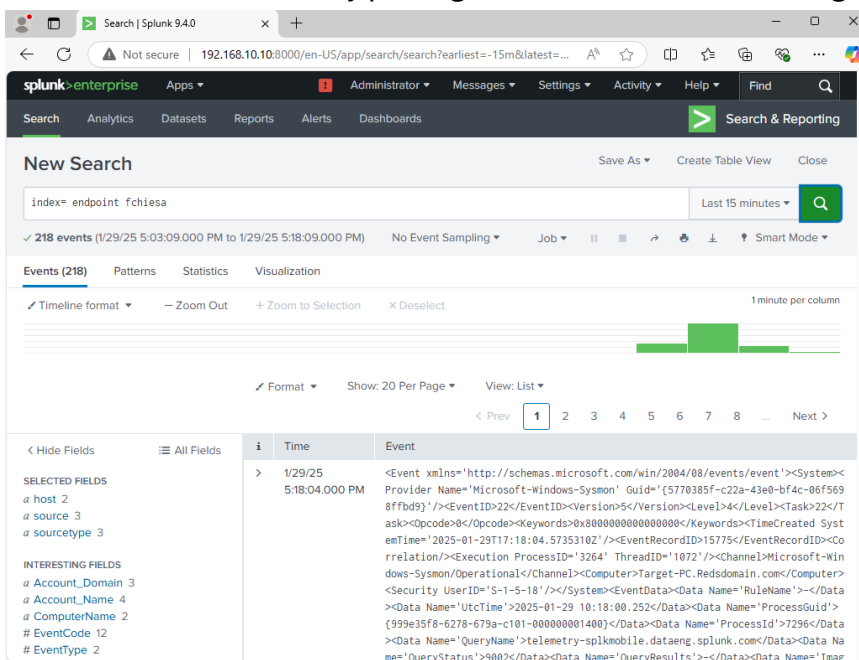 Search | Splunk 9.4.0
Not secure 192.168.10.10:8000/en-US/app/search/search?earliest=-15m&latest=...
splunk>enterprise Apps Administrator Messages Settings Activity Help Find
Search Analytics Datasets Reports Alerts Dashboards Search & Reporting
New Search Save As Create Table View Close
index= endpoint fchiesa Last 15 minutes
218 events (1/29/25 5:03:09.000 PM to 1/29/25 5:18:09.000 PM) No Event Sampling Job Smart Mode
Events (218) Patterns Statistics Visualization
Timeline format — Zoom Out + Zoom to Selection × Deselect 1 minute per column
Format Show: 20 Per Page View: List
< Prev 1 2 3 4 5 6 7 8 ... Next >
< Hide Fields All Fields i Time Event
SELECTED FIELDS
a host 2
a source 3
a sourcetype 3
INTERESTING FIELDS
a Account_Domain 3
a Account_Name 4
a ComputerName 2
# EventCode 12
# EventType 2
> 1/29/25
5:18:04.000 PM
<Event xmlns='http://schemas.microsoft.com/win/2004/08/events/event'><System><
Provider Name='Microsoft-Windows-Sysmon' Guid='{5770385f-c22a-43e0-bf4c-06f569
8ffbd9}'/><EventID>22</EventID><Version>5</Version><Level>4</Level><Task>22</T
ask><Opcode>0</Opcode><Keywords>0x8000000000000000</Keywords><TimeCreated Syst
emTime='2025-01-29T17:18:04.5735310Z'/><EventRecordID>15775</EventRecordID><Co
rrelation/><Execution ProcessID='3264' ThreadID='1072'/><Channel>Microsoft-Win
dows-Sysmon/Operational</Channel><Computer>Target-PC.Redsdomain.com</Computer>
<Security UserID='S-1-5-18'/></System><EventData><Data Name='RuleName'>-</Data
><Data Name='UtcTime'>2025-01-29 10:18:00.252</Data><Data Name='ProcessGuid'>
{999e35f8-6278-679a-c101-000000001400}</Data><Data Name='ProcessId'>7296</Data
><Data Name='QueryName'>telemetry-splkmobile.dataeng.splunk.com</Data><Data Na
me='QueryStatus'>9002</Data><Data Name='QueryResults'>-</Data><Data Name='Imag